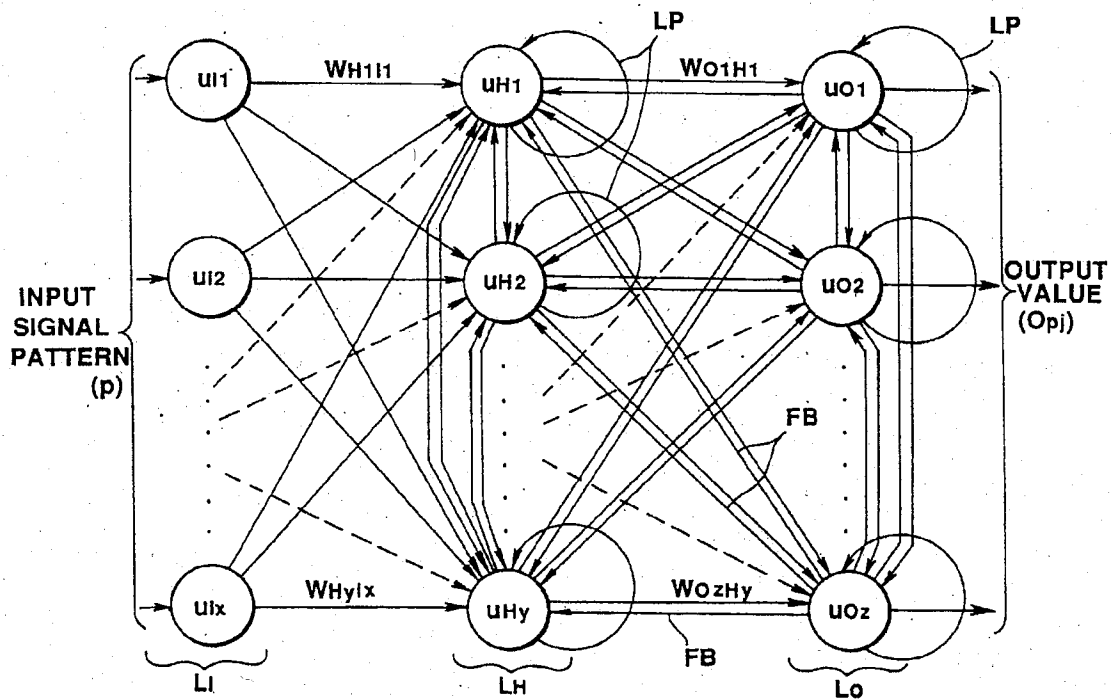 LP
LP
uI1
WH1I1
uH1
WO1H1
uO1
uI2
uH2
uO2
INPUT
SIGNAL
PATTERN
(p)
OUTPUT
VALUE
(Opj)
FB
uIx
WHyIx
uHy
WOzHy
uOz
FB
LI
LH
LO